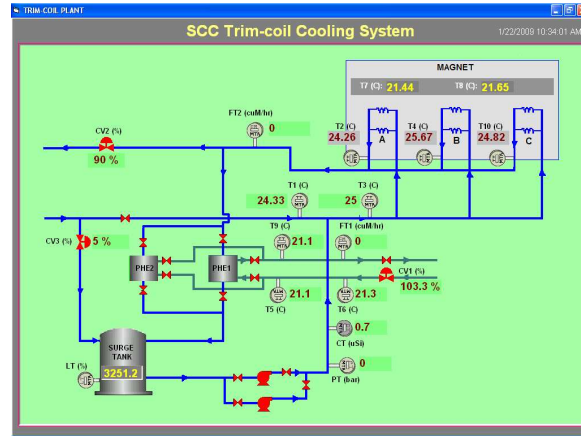 TRIM-COIL PLANT
SCC Trim-coil Cooling System
1/22/2009 10:34:01 AM
MAGNET
T7 (C): 21.44
T8 (C): 21.65
FT2 (cuM/hr)
0
CV2 (%)
90 %
T2 (C)
24.26
T4 (C)
25.67
T10 (C)
24.82
A
B
C
T1 (C)
24.33
T3 (C)
25
CV3 (%)
5 %
T9 (C)
21.1
FT1 (cuM/hr)
0
PHE2
PHE1
CV1 (%)
103.3 %
21.1
T5 (C)
21.3
T6 (C)
0.7
CT (uSi)
SURGE
TANK
LT (%)
3251.2
0
PT (bar)